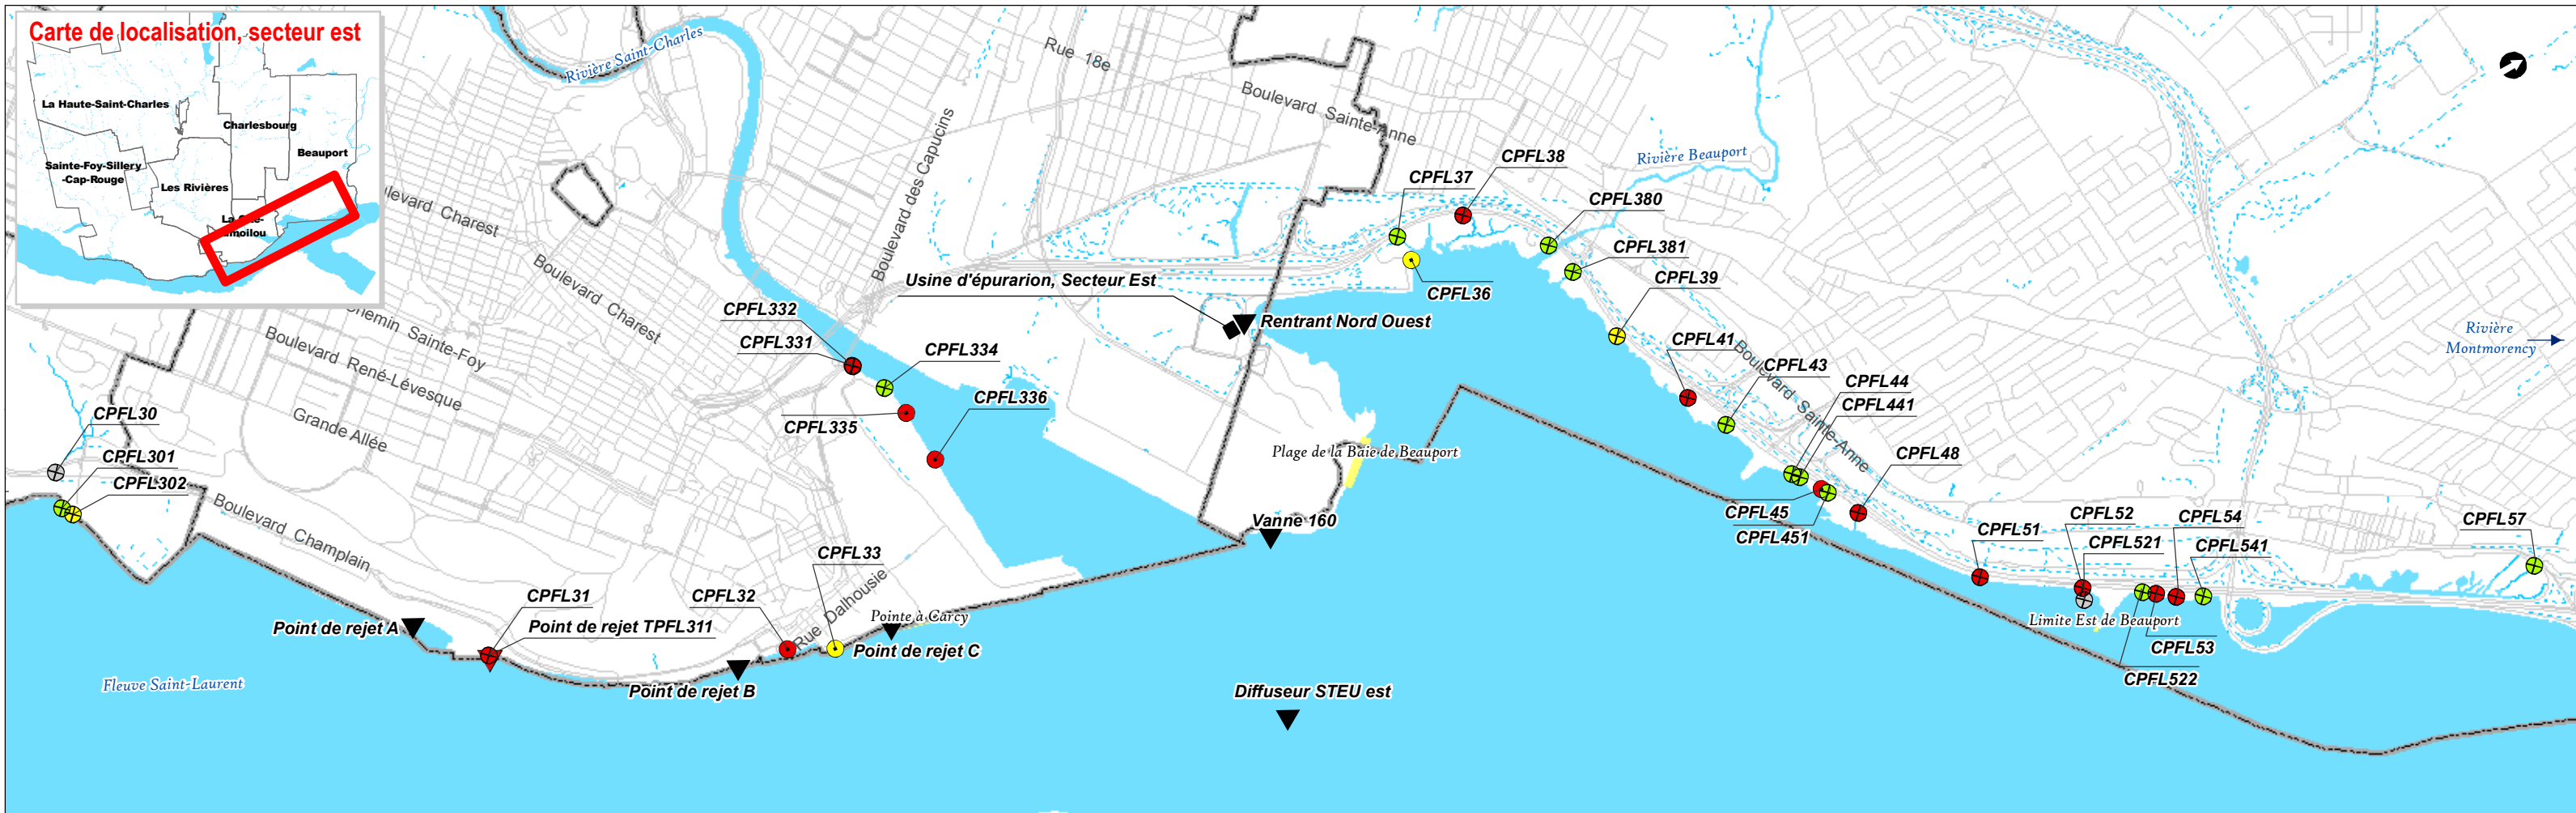 Carte de localisation, secteur est
La Haute-Saint-Charles
Charlesbourg
Beauport
Sainte-Foy-Sillery
-Cap-Rouge
Les Rivières
Rivière Saint-Charles
Rue 18e
Boulevard Sainte-Anne
Boulevard des Capucins
Rivière Beauport
Boulevard Charest
Chemin Sainte-Foy
Boulevard René-Lévesque
Grande Allée
Boulevard Champlain
CPFL38
CPFL37
CPFL380
CPFL381
CPFL39
CPFL36
Usine d'épurarion, Secteur Est
Rentrant Nord Ouest
CPFL332
CPFL331
CPFL334
CPFL336
CPFL335
CPFL41
CPFL43
CPFL44
CPFL441
Boulevard Sainte-Anne
CPFL48
CPFL45
CPFL451
Rivière
Montmorency
CPFL30
CPFL301
CPFL302
Plage de la Baie de Beauport
Vanne 160
CPFL51
CPFL52
CPFL521
CPFL54
CPFL541
CPFL57
Limite Est de Beauport
CPFL53
CPFL522
CPFL33
CPFL32
CPFL31
Rue Dalhousie
Pointe à Carcy
Point de rejet A
Point de rejet TPFL311
Point de rejet C
Point de rejet B
Diffuseur STEU est
Fleuve Saint-Laurent